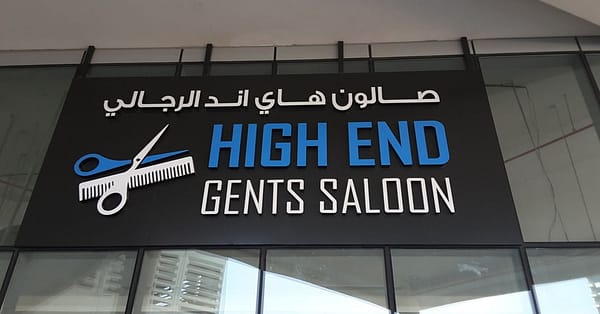 صالون هاي اند الرجالي
HIGH END
GENTS SALOON